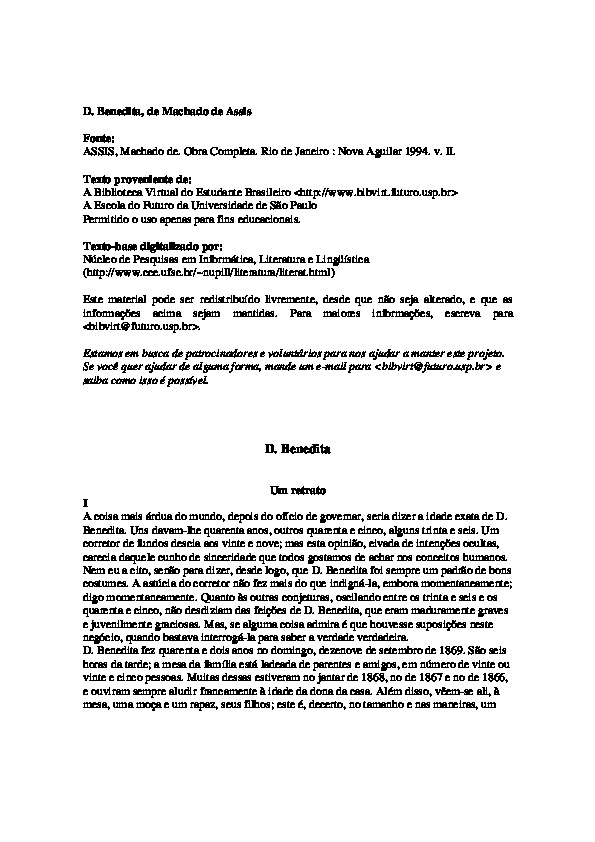 D. Benedita, de Machado de Assis
Fonte:
ASSIS, Machado de. Obra Completa. Rio de Janeiro : Nova Aguilar 1994. v. II.
Texto proveniente de:
A Biblioteca Virtual do Estudante Brasileiro <http://www.bibvirt.futuro.usp.br>
A Escola do Futuro da Universidade de São Paulo
Permitido o uso apenas para fins educacionais.
Texto-base digitalizado por:
Núcleo de Pesquisas em Informática, Literatura e Lingüística
(http://www.cce.ufsc.br/~nupill/literatura/literat.html)
Este material pode ser redistribuído livremente, desde que não seja alterado, e que as
informações acima sejam mantidas. Para maiores informações, escreva para
<bibvirt@futuro.usp.br>.
Estamos em busca de patrocinadores e voluntários para nos ajudar a manter este projeto.
Se você quer ajudar de alguma forma, mande um e-mail para <bibvirt@futuro.usp.br> e
saiba como isso é possível.
D. Benedita
Um retrato
I
A coisa mais árdua do mundo, depois do ofício de governar, seria dizer a idade exata de D.
Benedita. Uns davam-lhe quarenta anos, outros quarenta e cinco, alguns trinta e seis. Um
corretor de fundos descia aos vinte e nove; mas esta opinião, eivada de intenções ocultas,
carecia daquele cunho de sinceridade que todos gostamos de achar nos conceitos humanos.
Nem eu a cito, senão para dizer, desde logo, que D. Benedita foi sempre um padrão de bons
costumes. A astúcia do corretor não fez mais do que indigná-la, embora momentaneamente;
digo momentaneamente. Quanto às outras conjeturas, oscilando entre os trinta e seis e os
quarenta e cinco, não desdiziam das feições de D. Benedita, que eram maduramente graves
e juvenilmente graciosas. Mas, se alguma coisa admira é que houvesse suposições neste
negócio, quando bastava interrogá-la para saber a verdade verdadeira.
D. Benedita fez quarenta e dois anos no domingo, dezenove de setembro de 1869. São seis
horas da tarde; a mesa da família está ladeada de parentes e amigos, em número de vinte ou
vinte e cinco pessoas. Muitas dessas estiveram no jantar de 1868, no de 1867 e no de 1866,
e ouviram sempre aludir francamente à idade da dona da casa. Além disso, vêem-se ali, à
mesa, uma moça e um rapaz, seus filhos; este é, decerto, no tamanho e nas maneiras, um